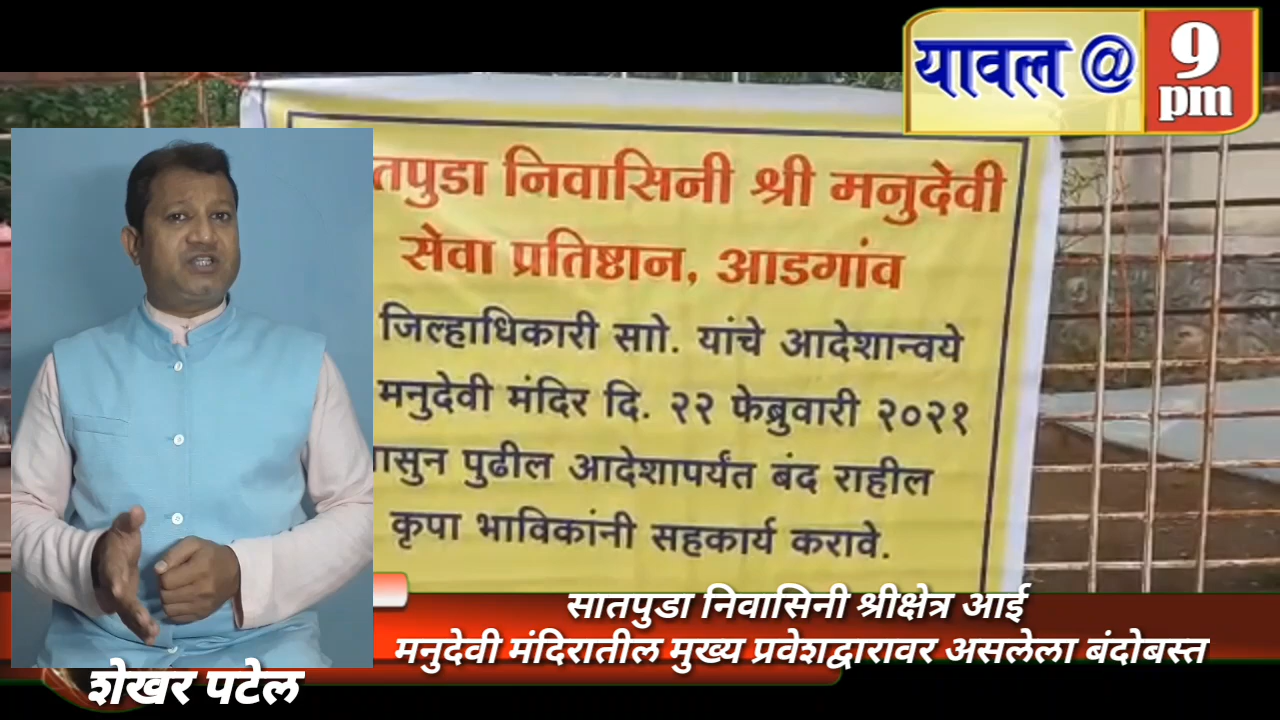 यावल @ 9 pm
तपुडा निवासिनी श्री मनुदेवी
सेवा प्रतिष्ठान, आडगांव
जिल्हाधिकारी साो. यांचे आदेशान्वये
मनुदेवी मंदिर दि. २२ फेब्रुवारी २०२१
ासुन पुढील आदेशापर्यंत बंद राहील
कृपा भाविकांनी सहकार्य करावे.
सातपुडा निवासिनी श्रीक्षेत्र आई
मनुदेवी मंदिरातील मुख्य प्रवेशद्वारावर असलेला बंदोबस्त
शेखर पटेल